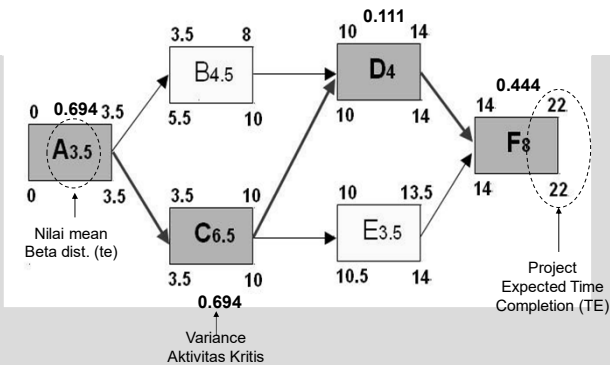 3.5 8
B4.5
5.5 10
10 0.111 14
D4
10 14
0 0.694 3.5
A3.5
0 3.5
14 0.444 22
F8
14 22
3.5 10
C6.5
3.5 10
0.694
10 13.5
E3.5
10.5 14
Nilai mean
Beta dist. (te)
Variance
Aktivitas Kritis
Project
Expected Time
Completion (TE)